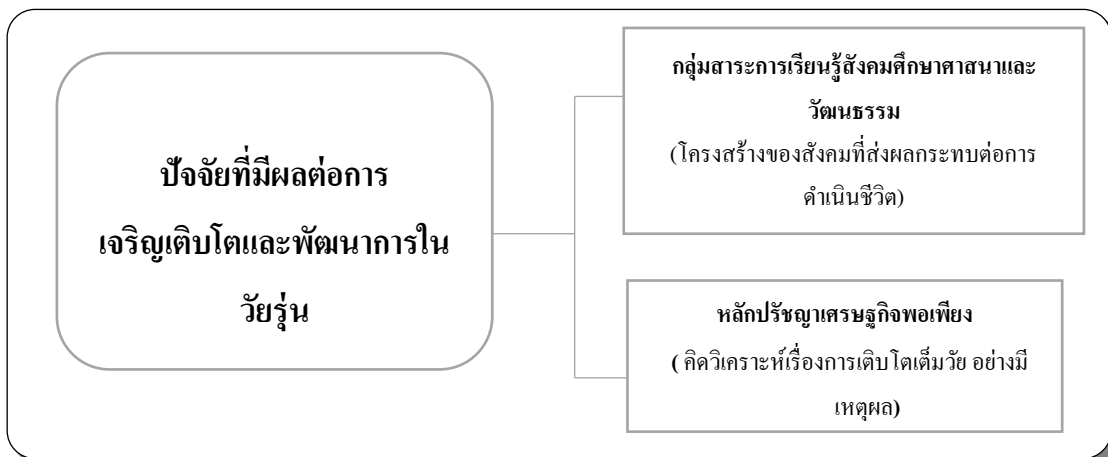 ปัจจัยที่มีผลต่อการ
เจริญเติบโตและพัฒนาการใน
วัยรุ่น
กลุ่มสาระการเรียนรู้สังคมศึกษาศาสนาและ
วัฒนธรรม
(โครงสร้างของสังคมที่ส่งผลกระทบต่อการ
ดำเนินชีวิต)
หลักปรัชญาเศรษฐกิจพอเพียง
( คิดวิเคราะห์เรื่องการเติบโตเต็มวัย อย่างมี
เหตุผล)